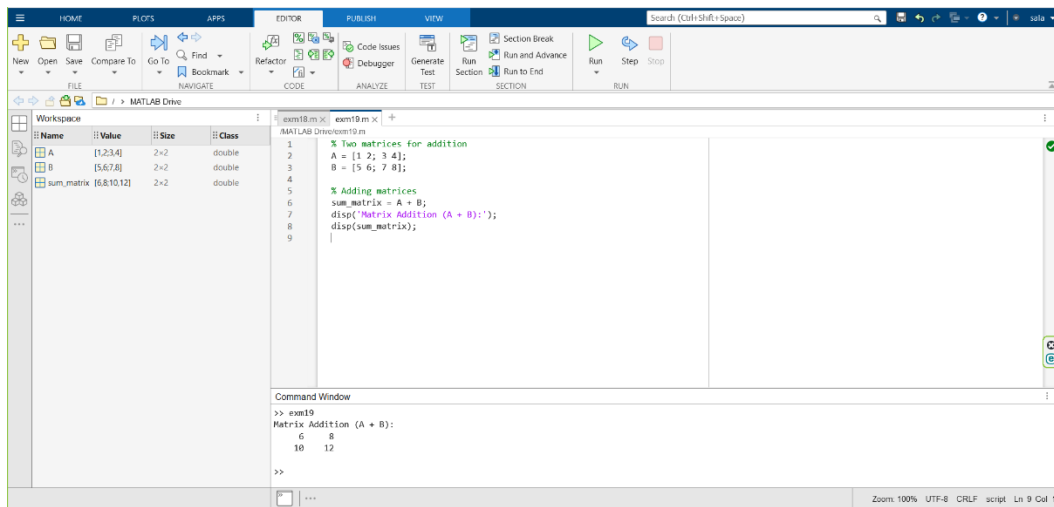 HOME PLOTS APPS EDITOR PUBLISH VIEW Search (Ctrl+Shift+Space) sala
New Open Save Compare To Go To Find Bookmark Refactor Code Issues Debugger Generate Test Run Section Section Break Run and Advance Run to End Run Step Stop
FILE NAVIGATE CODE ANALYZE TEST SECTION RUN
/ > MATLAB Drive
Workspace
Name Value Size Class
A [1,2;3,4] 2×2 double
B [5,6;7,8] 2×2 double
sum_matrix [6,8;10,12] 2×2 double
exm18.m × exm19.m × +
/MATLAB Drive/exm19.m
1 % Two matrices for addition
2 A = [1 2; 3 4];
3 B = [5 6; 7 8];
4
5 % Adding matrices
6 sum_matrix = A + B;
7 disp('Matrix Addition (A + B):');
8 disp(sum_matrix);
9
Command Window
>> exm19
Matrix Addition (A + B):
6 8
10 12
>>
Zoom: 100% UTF-8 CRLF script Ln 9 Col